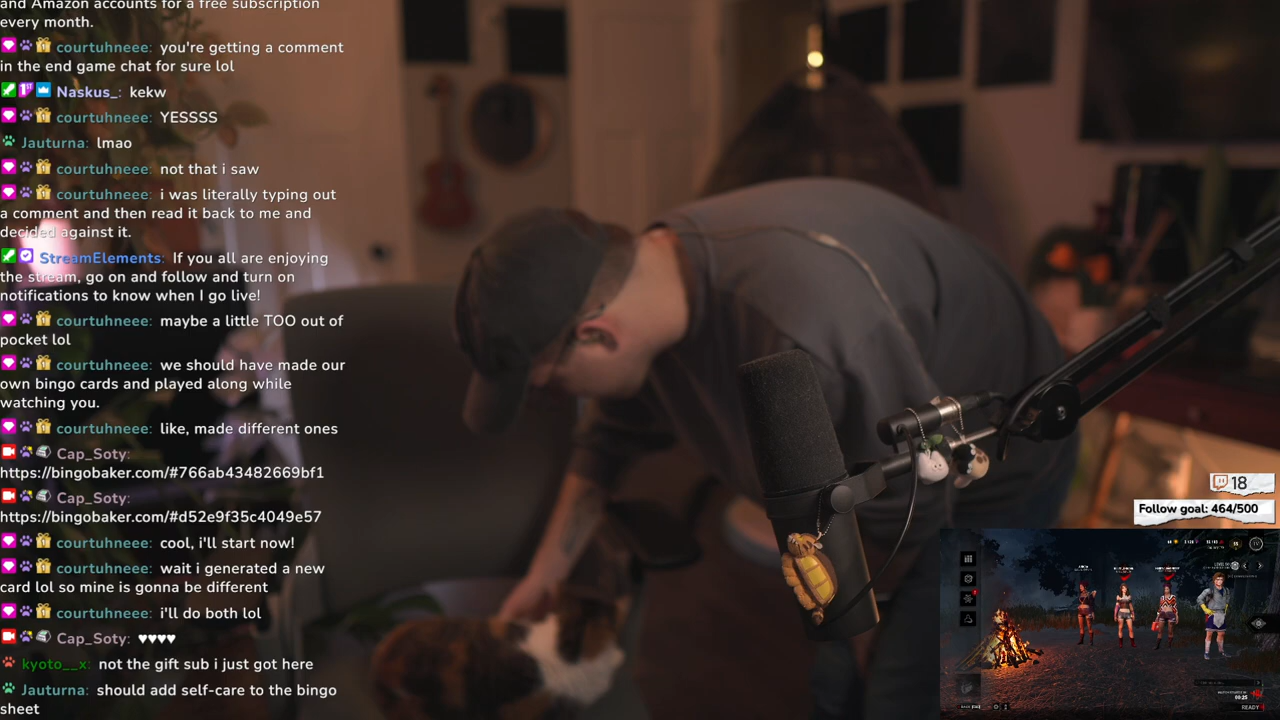 and Amazon accounts for a free subscription
every month.
courtuhneee: you're getting a comment
in the end game chat for sure lol
Naskus_: kekw
courtuhneee: YESSSS
Jauturna: lmao
courtuhneee: not that i saw
courtuhneee: i was literally typing out
a comment and then read it back to me and
decided against it.
StreamElements: If you all are enjoying
the stream, go on and follow and turn on
notifications to know when I go live!
courtuhneee: maybe a little TOO out of
pocket lol
courtuhneee: we should have made our
own bingo cards and played along while
watching you.
courtuhneee: like, made different ones
Cap_Soty:
https://bingobaker.com/#766ab43482669bf1
Cap_Soty:
https://bingobaker.com/#d52e9f35c4049e57
courtuhneee: cool, i'll start now!
courtuhneee: wait i generated a new
card lol so mine is gonna be different
courtuhneee: i'll do both lol
Cap_Soty: ♥♥♥♥
kyoto__x: not the gift sub i just got here
Jauturna: should add self-care to the bingo
sheet
18
Follow goal: 464/500
READY